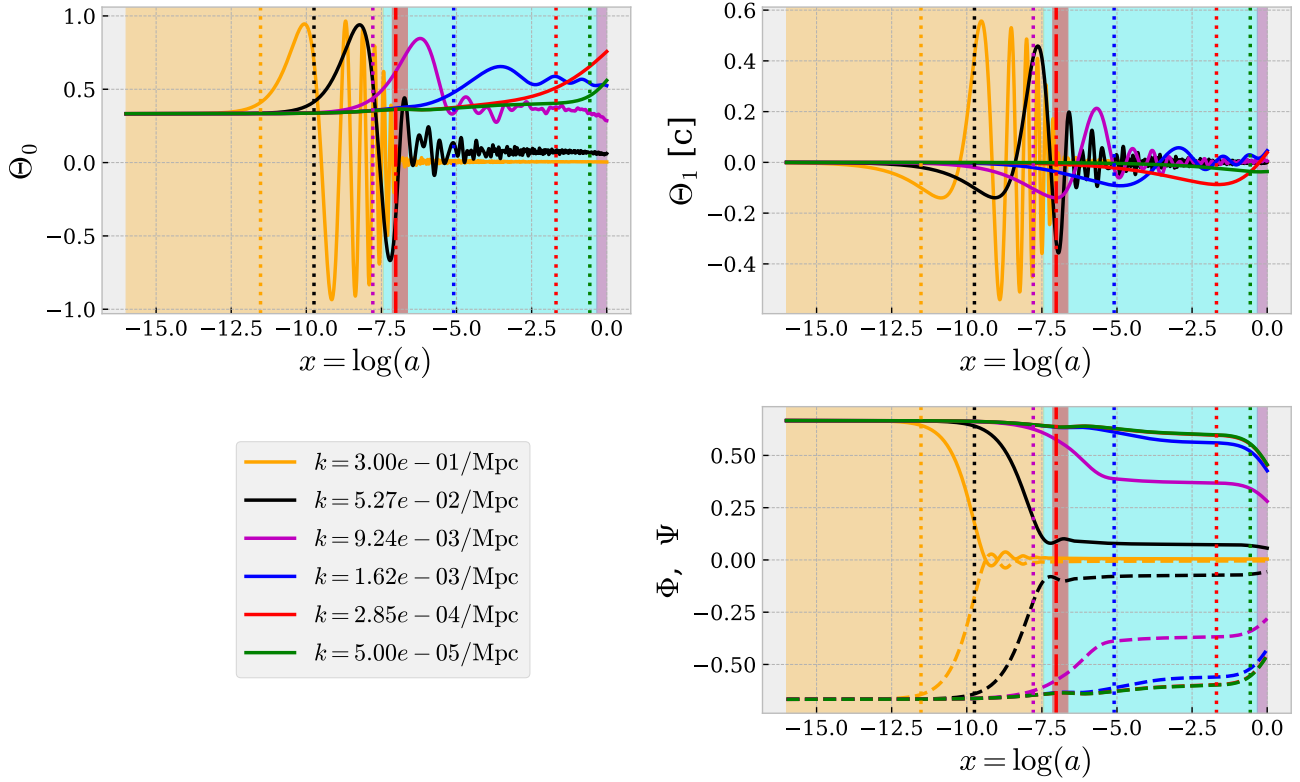 1.0
0.5
0.0
−0.5
−1.0
Θ0
−15.0 −12.5 −10.0 −7.5 −5.0 −2.5 0.0
x = log(a)
0.6
0.4
0.2
0.0
−0.2
−0.4
Θ1 [c]
−15.0 −12.5 −10.0 −7.5 −5.0 −2.5 0.0
x = log(a)
k = 3.00e − 01/Mpc
k = 5.27e − 02/Mpc
k = 9.24e − 03/Mpc
k = 1.62e − 03/Mpc
k = 2.85e − 04/Mpc
k = 5.00e − 05/Mpc
0.50
0.25
0.00
−0.25
−0.50
Φ, Ψ
−15.0 −12.5 −10.0 −7.5 −5.0 −2.5 0.0
x = log(a)